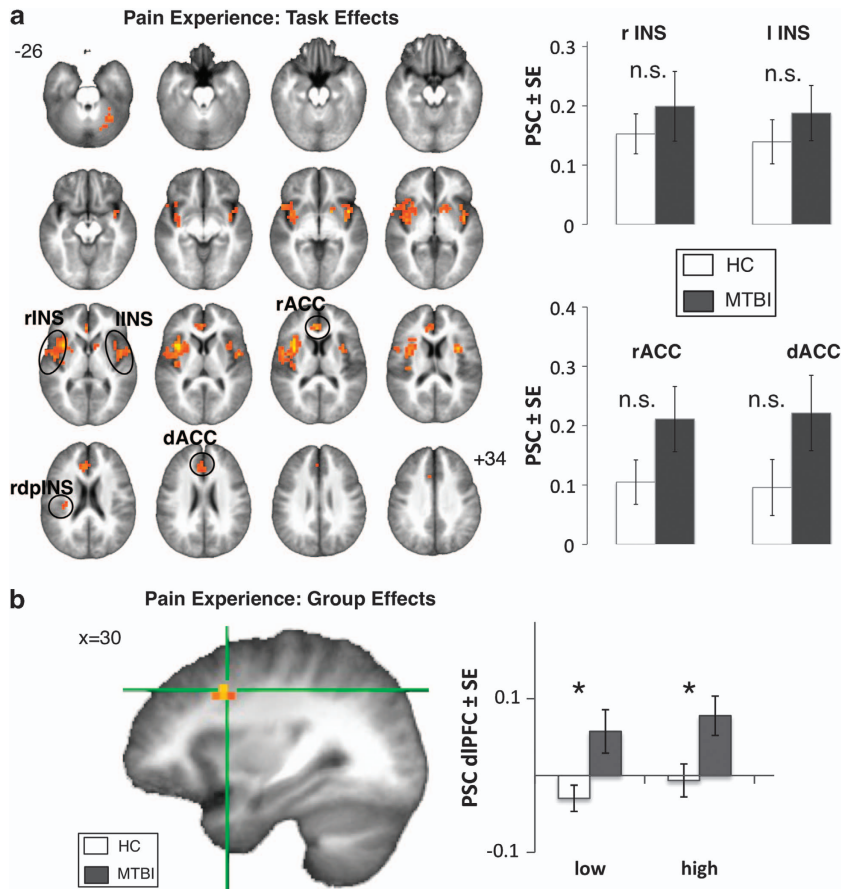 a
Pain Experience: Task Effects
-26
rINS
lINS
rACC
rdpINS
dACC
+34
r INS
l INS
PSC ± SE
0.3
0.2
0.1
0
n.s.
n.s.
HC
MTBI
rACC
dACC
PSC ± SE
0.4
0.3
0.2
0.1
0
n.s.
n.s.
b
Pain Experience: Group Effects
x=30
HC
MTBI
PSC dlPFC ± SE
0.1
-0.1
*
*
low
high